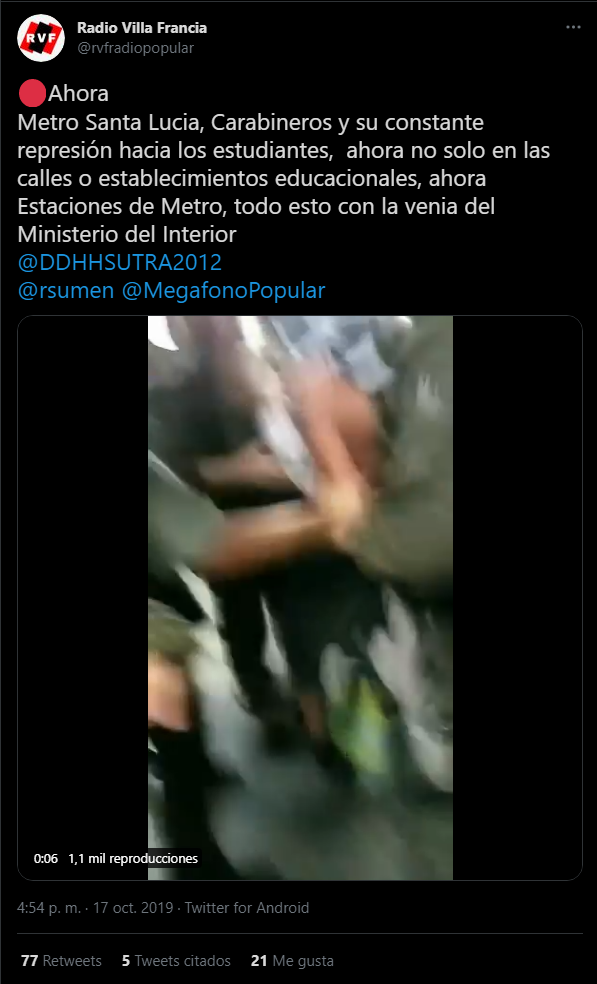 RVF
Radio Villa Francia
@rvfradiopopular
Ahora
Metro Santa Lucia, Carabineros y su constante
represión hacia los estudiantes,  ahora no solo en las
calles o establecimientos educacionales, ahora
Estaciones de Metro, todo esto con la venia del
Ministerio del Interior
@DDHHSUTRA2012
@rsumen @MegafonoPopular
0:06 1,1 mil reproducciones
4:54 p. m. · 17 oct. 2019 · Twitter for Android
77 Retweets 5 Tweets citados 21 Me gusta